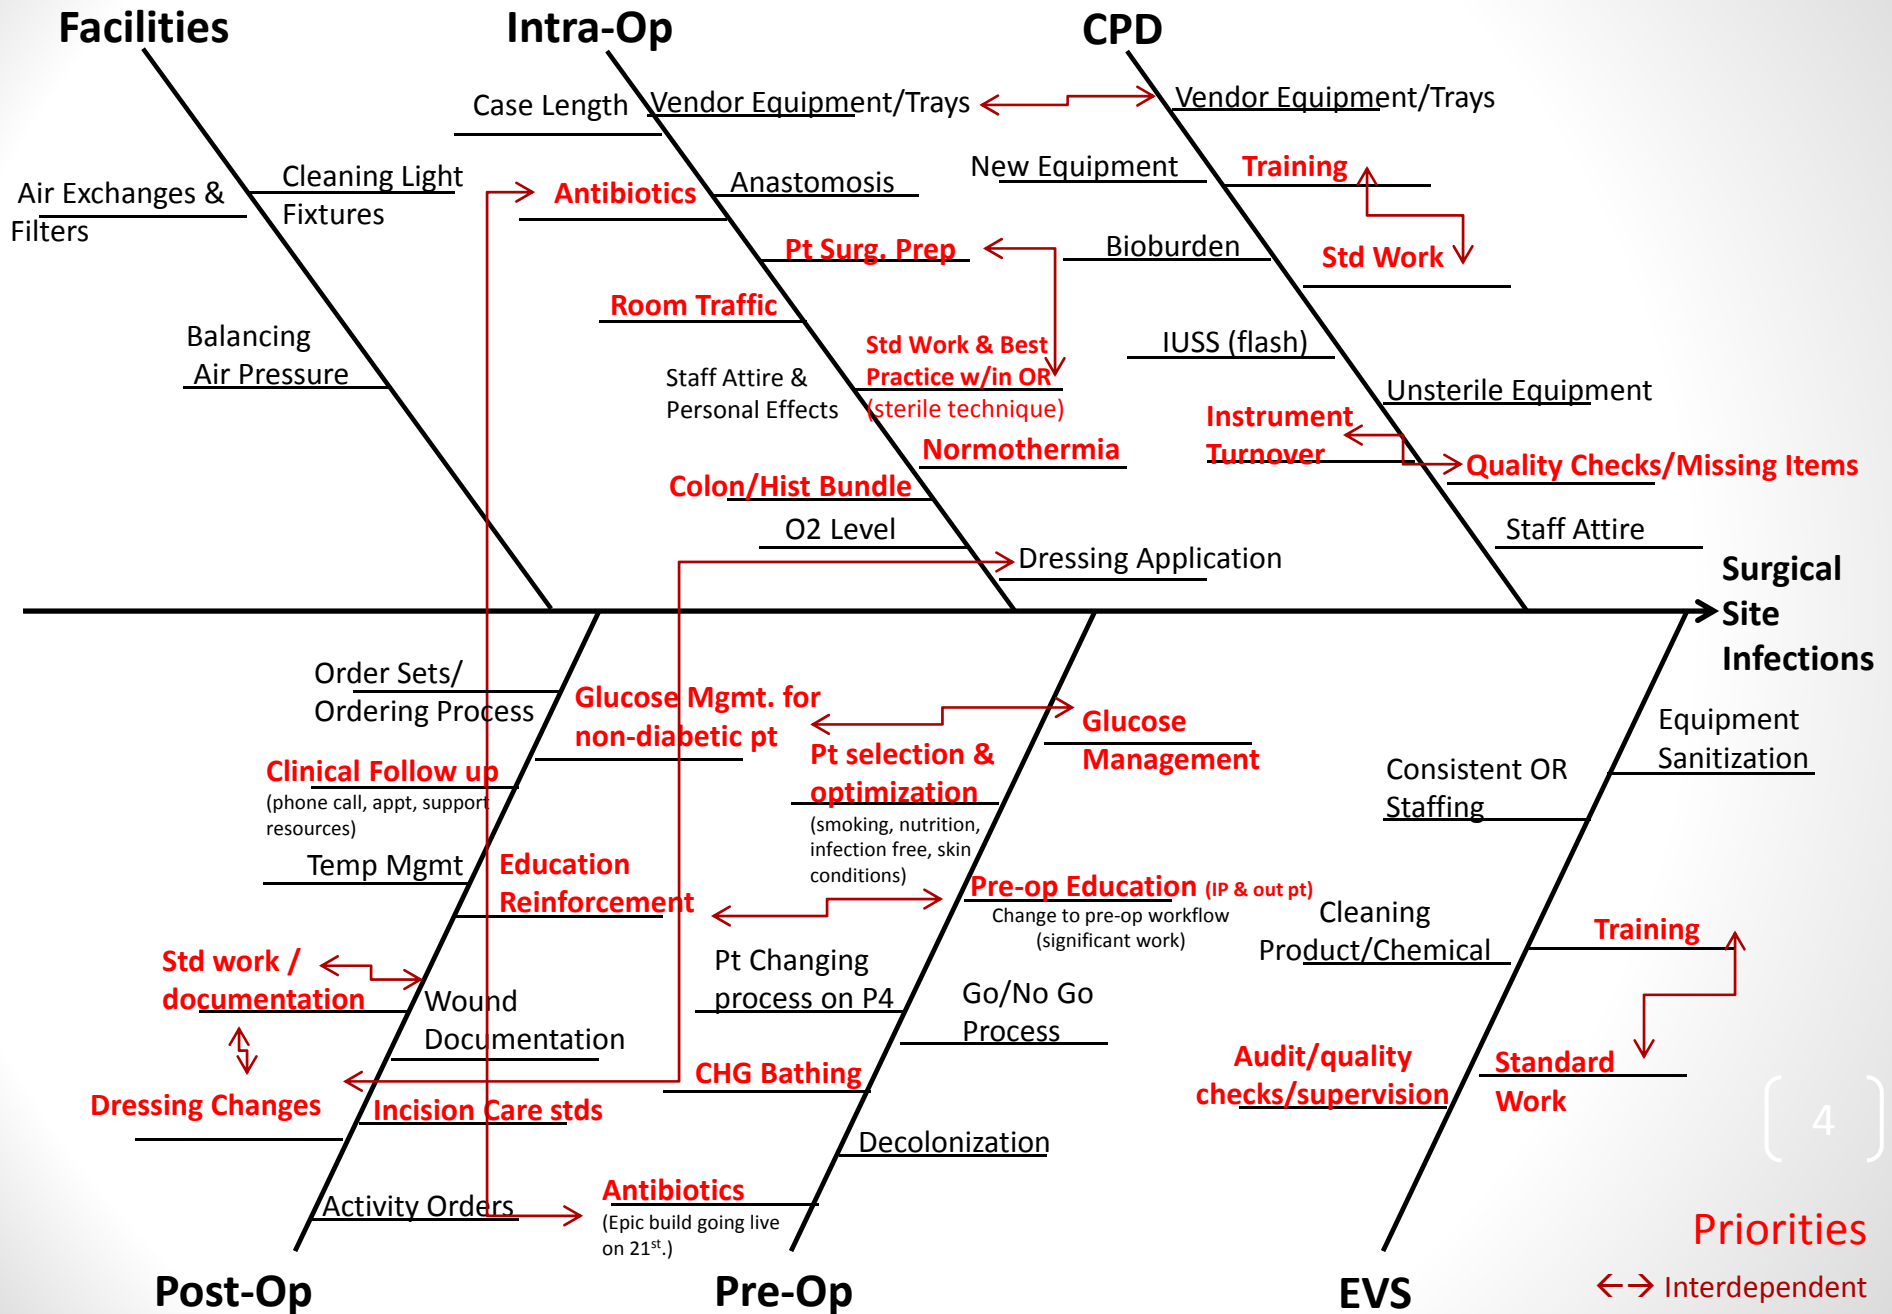 Facilities
Intra-Op
CPD
Case Length
Vendor Equipment/Trays
Vendor Equipment/Trays
Air Exchanges &
Filters
Cleaning Light
Fixtures
Antibiotics
Anastomosis
New Equipment
Training
Pt Surg. Prep
Bioburden
Std Work
Room Traffic
Balancing
Air Pressure
Staff Attire &
Personal Effects
Std Work & Best
Practice w/in OR
(sterile technique)
IUSS (flash)
Unsterile Equipment
Normothermia
Instrument
Turnover
Quality Checks/Missing Items
Colon/Hist Bundle
O2 Level
Staff Attire
Dressing Application
Surgical
Site
Infections
Order Sets/
Ordering Process
Glucose Mgmt. for
non-diabetic pt
Glucose
Management
Equipment
Sanitization
Clinical Follow up
(phone call, appt, support
resources)
Pt selection &
optimization
(smoking, nutrition,
infection free, skin
conditions)
Consistent OR
Staffing
Temp Mgmt
Education
Reinforcement
Pre-op Education (IP & out pt)
Change to pre-op workflow
(significant work)
Cleaning
Product/Chemical
Training
Std work /
documentation
Wound
Documentation
Pt Changing
process on P4
Go/No Go
Process
Audit/quality
checks/supervision
Standard
Work
Dressing Changes
Incision Care stds
CHG Bathing
Decolonization
4
Activity Orders
Antibiotics
(Epic build going live
on 21st.)
Priorities
Interdependent
Post-Op
Pre-Op
EVS